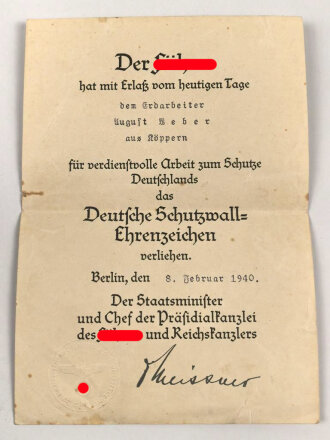 Der
hat mit Erlaß vom heutigen Tage
dem Erdarbeiter
August Weber
aus Köppern
für verdienstvolle Arbeit zum Schutze
Deutschlands
das
Deutsche Schutzwall=
Ehrenzeichen
verliehen.
Berlin, den 8. Februar 1940.
Der Staatsminister
und Chef der Präsidialkanzlei
des und Reichskanzlers
Meissner